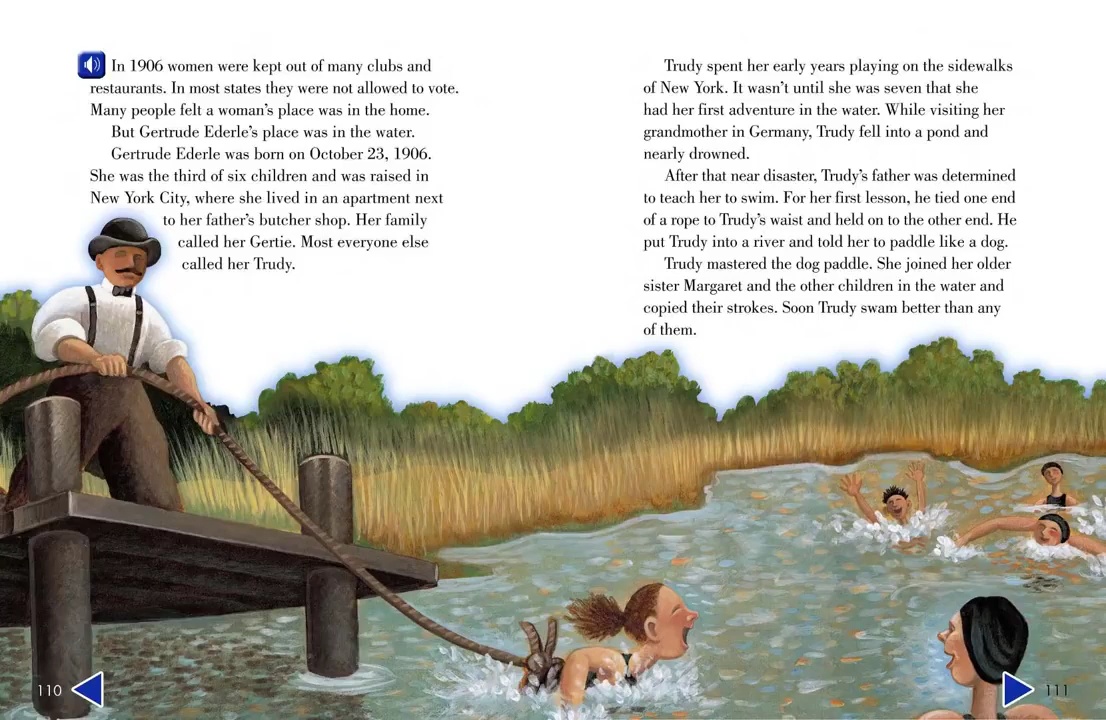 In 1906 women were kept out of many clubs and
restaurants. In most states they were not allowed to vote.
Many people felt a woman's place was in the home.
But Gertrude Ederle's place was in the water.
Gertrude Ederle was born on October 23, 1906.
She was the third of six children and was raised in
New York City, where she lived in an apartment next
to her father's butcher shop. Her family
called her Gertie. Most everyone else
called her Trudy.
110
Trudy spent her early years playing on the sidewalks
of New York. It wasn't until she was seven that she
had her first adventure in the water. While visiting her
grandmother in Germany, Trudy fell into a pond and
nearly drowned.
After that near disaster, Trudy's father was determined
to teach her to swim. For her first lesson, he tied one end
of a rope to Trudy's waist and held on to the other end. He
put Trudy into a river and told her to paddle like a dog.
Trudy mastered the dog paddle. She joined her older
sister Margaret and the other children in the water and
copied their strokes. Soon Trudy swam better than any
of them.
111